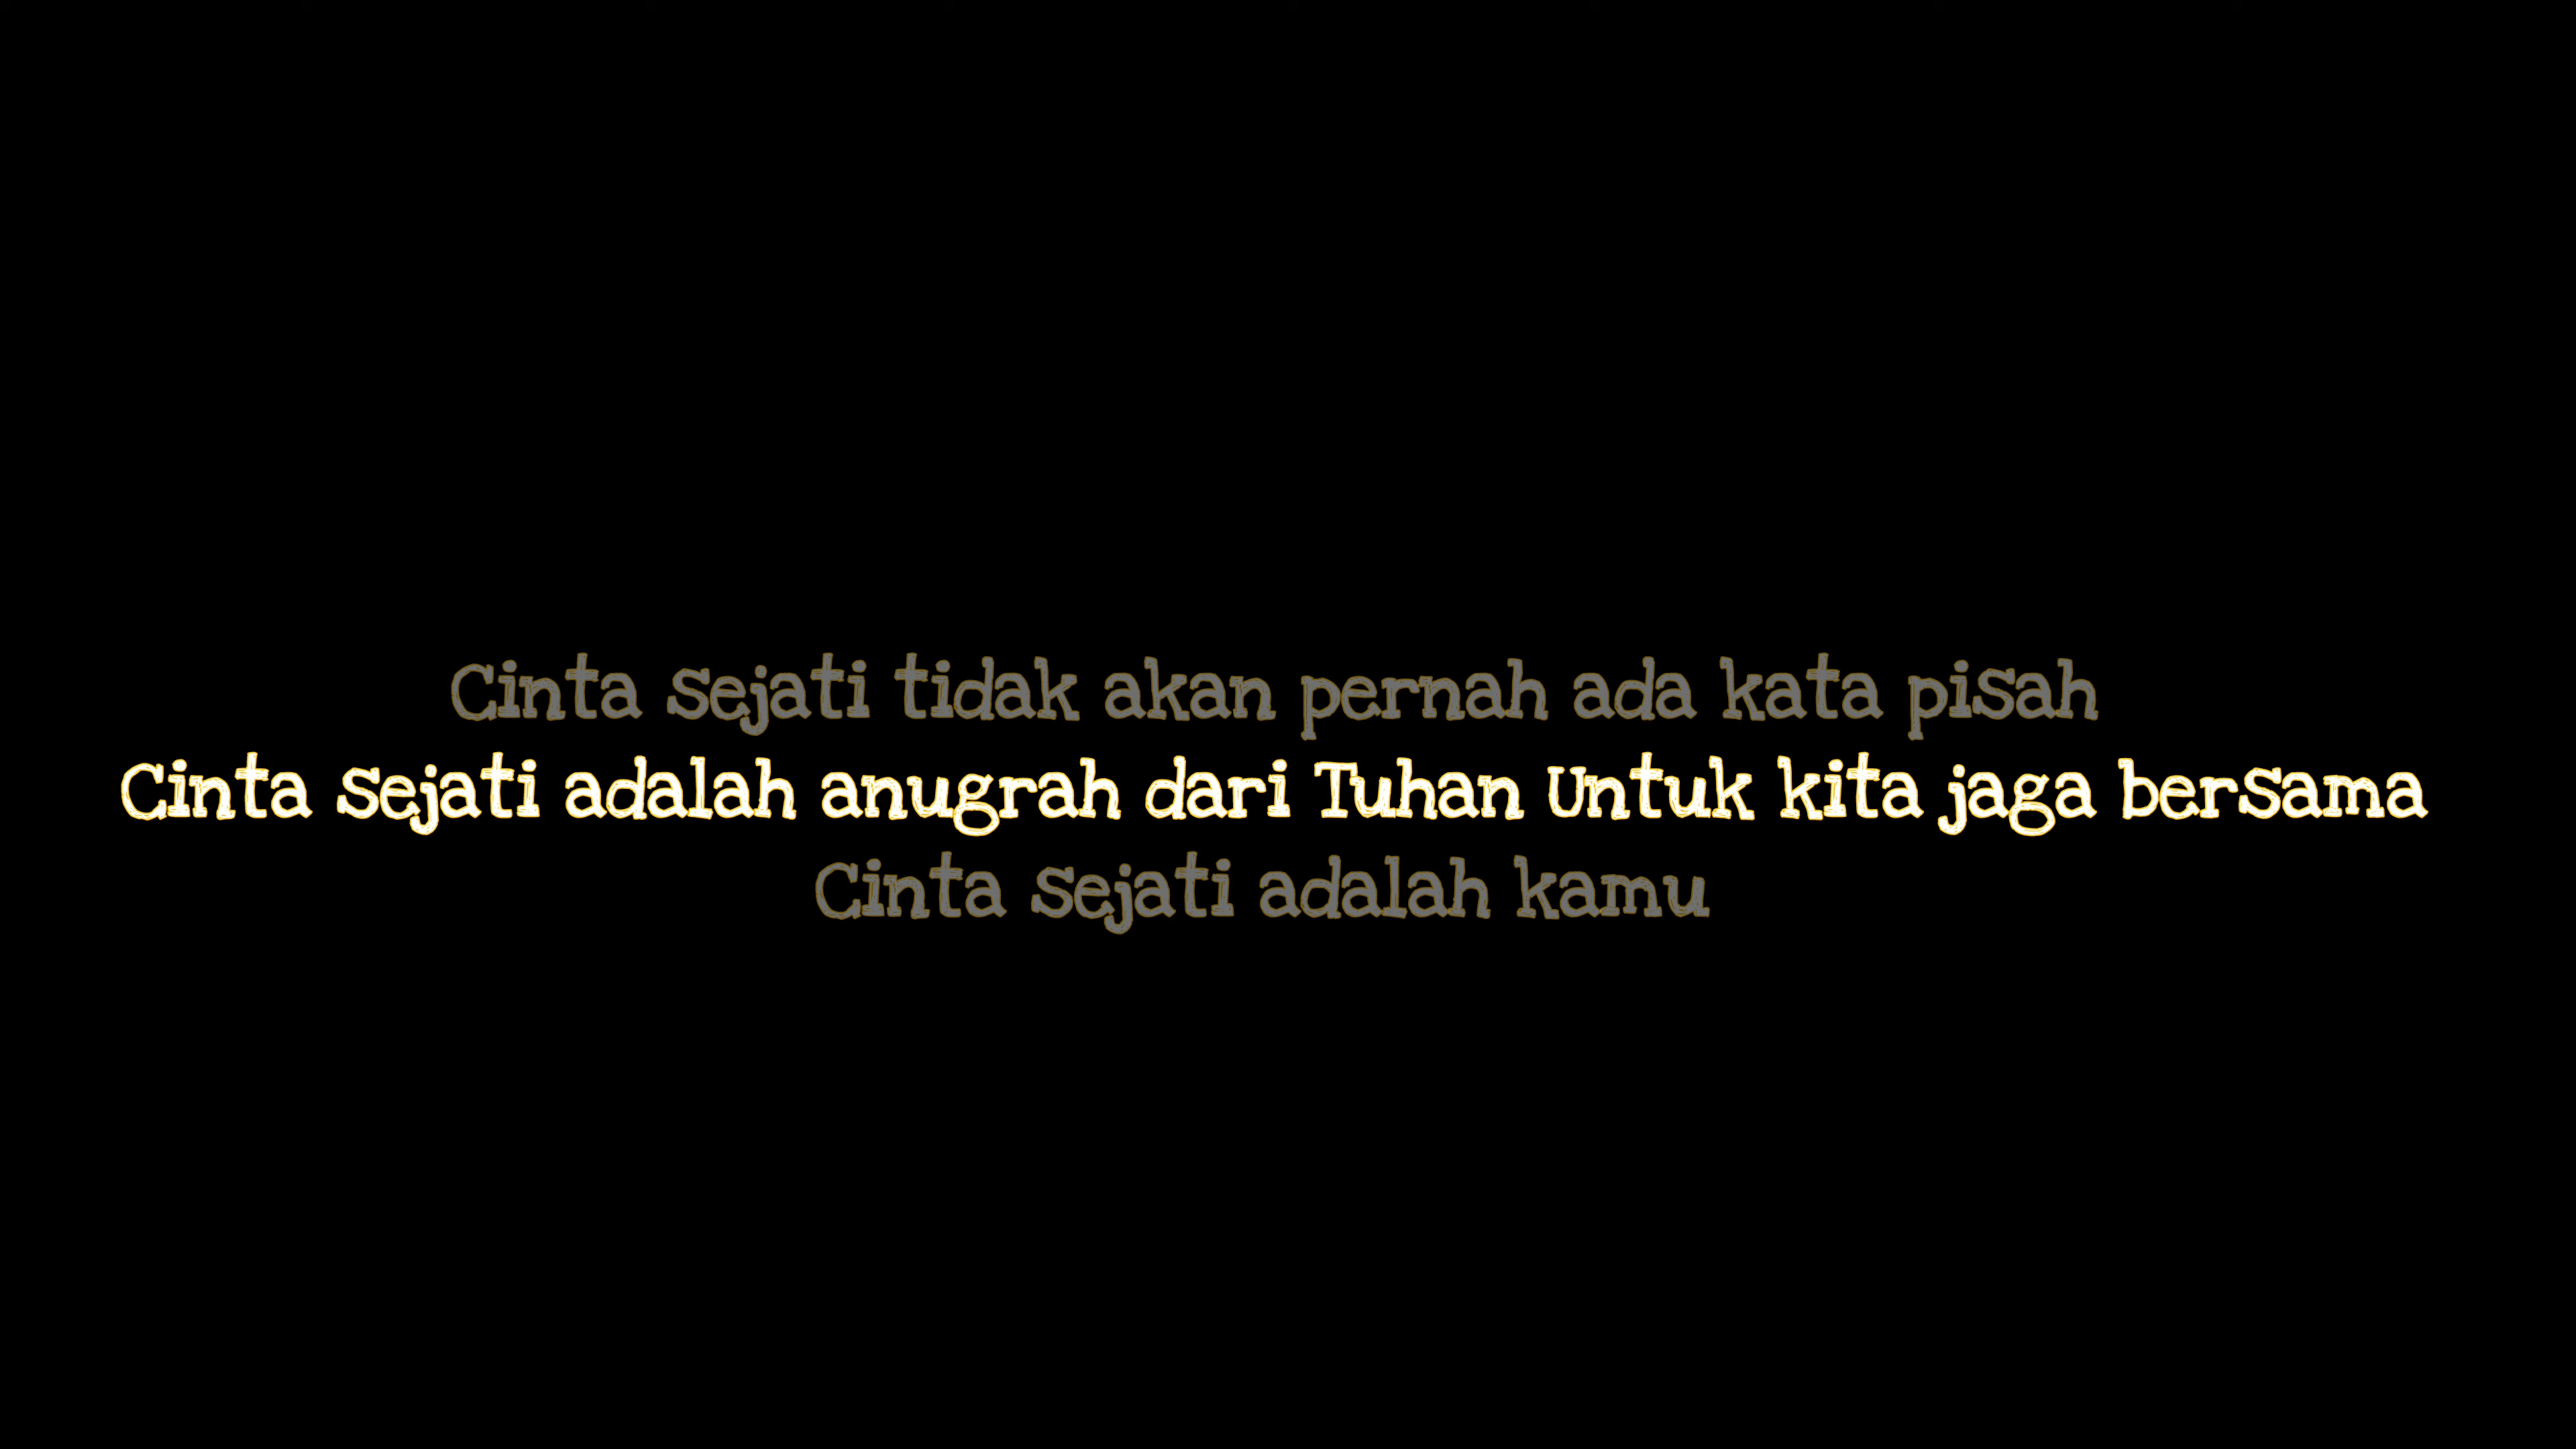 Cinta sejati tidak akan pernah ada kata pisah
Cinta sejati adalah anugrah dari Tuhan Untuk kita jaga bersama
Cinta sejati adalah kamu